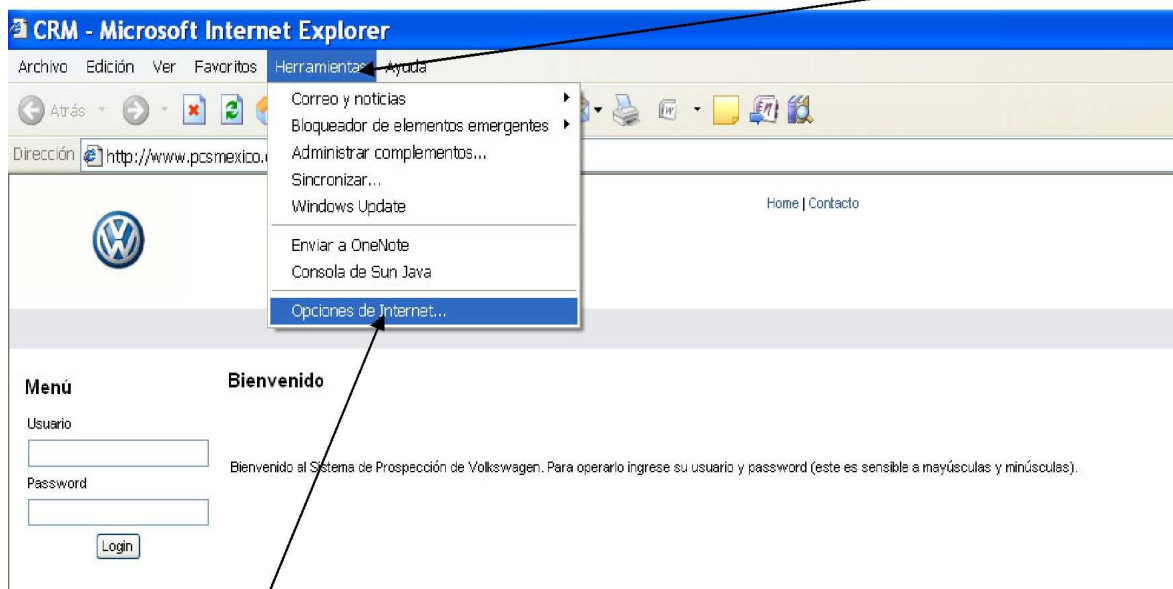 CRM - Microsoft Internet Explorer
Archivo Edición Ver Favoritos Herramientas Ayuda
Atrás
Correo y noticias
Bloqueador de elementos emergentes
Administrar complementos...
Sincronizar...
Windows Update
Enviar a OneNote
Consola de Sun Java
Opciones de Internet...
Dirección http://www.pcsmexico.
Home | Contacto
Menú
Usuario
Password
Login
Bienvenido
Bienvenido al Sistema de Prospección de Volkswagen. Para operarlo ingrese su usuario y password (este es sensible a mayúsculas y minúsculas).